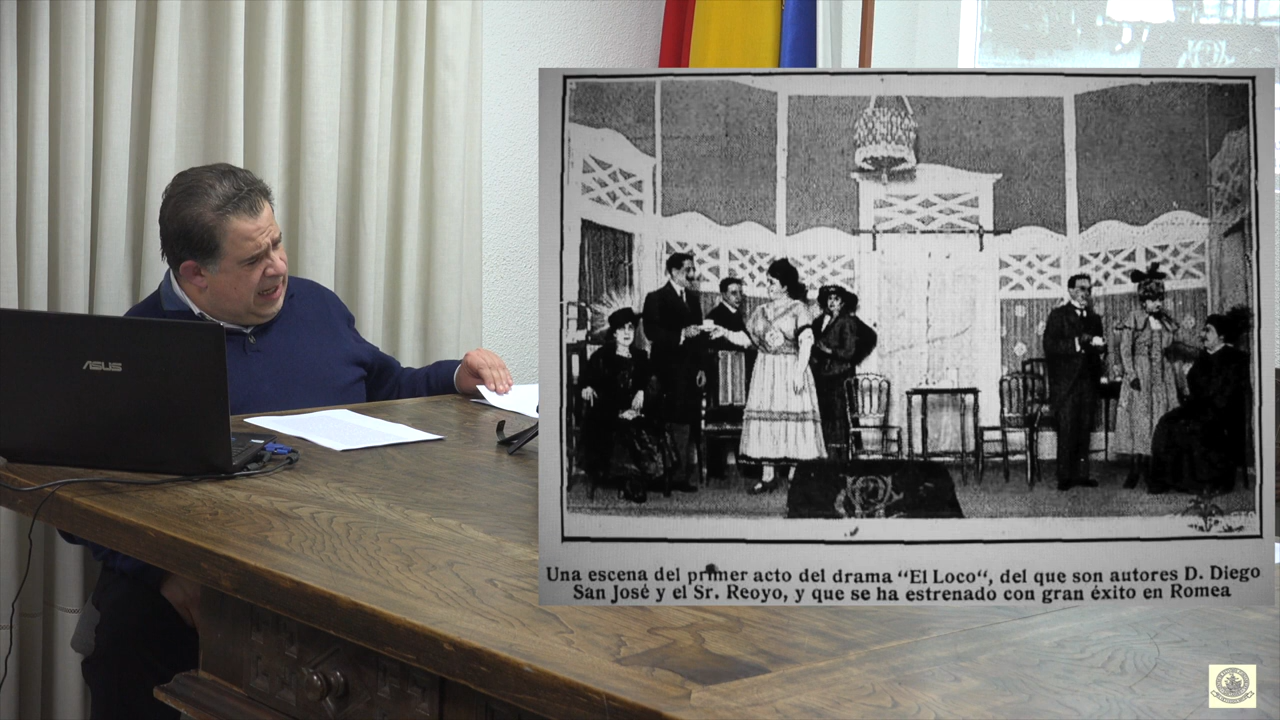 ASUS
Una escena del primer acto del drama “El Loco“, del que son autores D. Diego
San José y el Sr. Reoyo, y que se ha estrenado con gran éxito en Romea